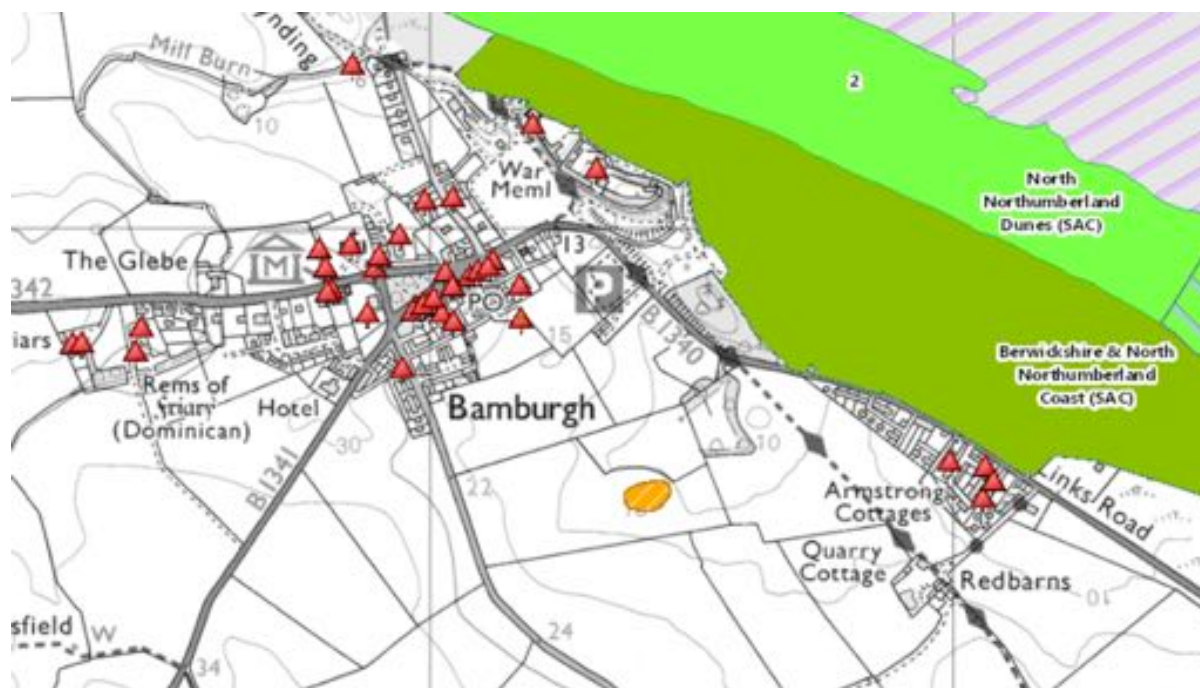 ynding
Mill Burn
10
2
War
Meml
North
Northumberland
Dunes (SAC)
The Glebe
M
13
342
PO
P
B1340
15
iars
Berwickshire & North
Northumberland
Coast (SAC)
Rems of
friary
(Dominican)
Hotel
Bamburgh
30
10
B1341
22
Armstrong
Cottages
Links Road
Quarry
Cottage
Redbarns
10
sfield
W
24
34